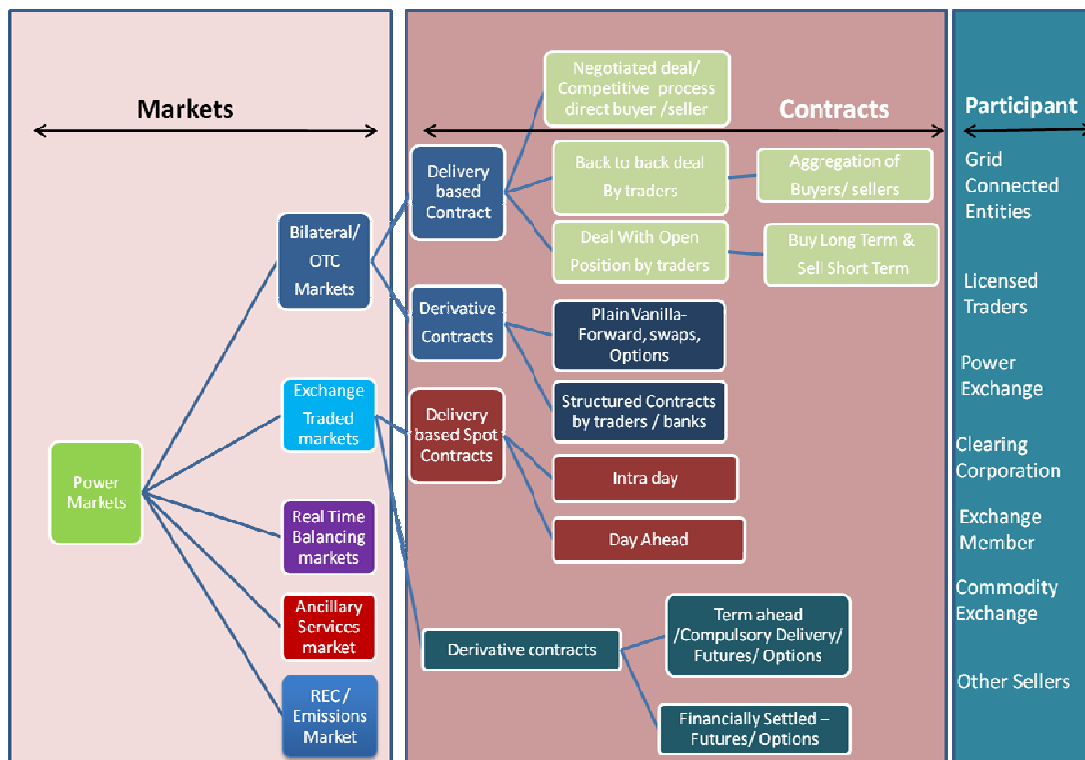 Markets
Power
Markets
Bilateral/
OTC
Markets
Exchange
Traded
markets
Real Time
Balancing
markets
Ancillary
Services
market
REC /
Emissions
Market
Contracts
Delivery
based
Contract
Negotiated deal/
Competitive process
direct buyer /seller
Back to back deal
By traders
Aggregation of
Buyers/ sellers
Deal With Open
Position by traders
Buy Long Term &
Sell Short Term
Derivative
Contracts
Plain Vanilla-
Forward, swaps,
Options
Structured Contracts
by traders / banks
Delivery
based Spot
Contracts
Intra day
Day Ahead
Derivative contracts
Term ahead
/Compulsory Delivery/
Futures/ Options
Financially Settled –
Futures/ Options
Participant
Grid
Connected
Entities
Licensed
Traders
Power
Exchange
Clearing
Corporation
Exchange
Member
Commodity
Exchange
Other Sellers